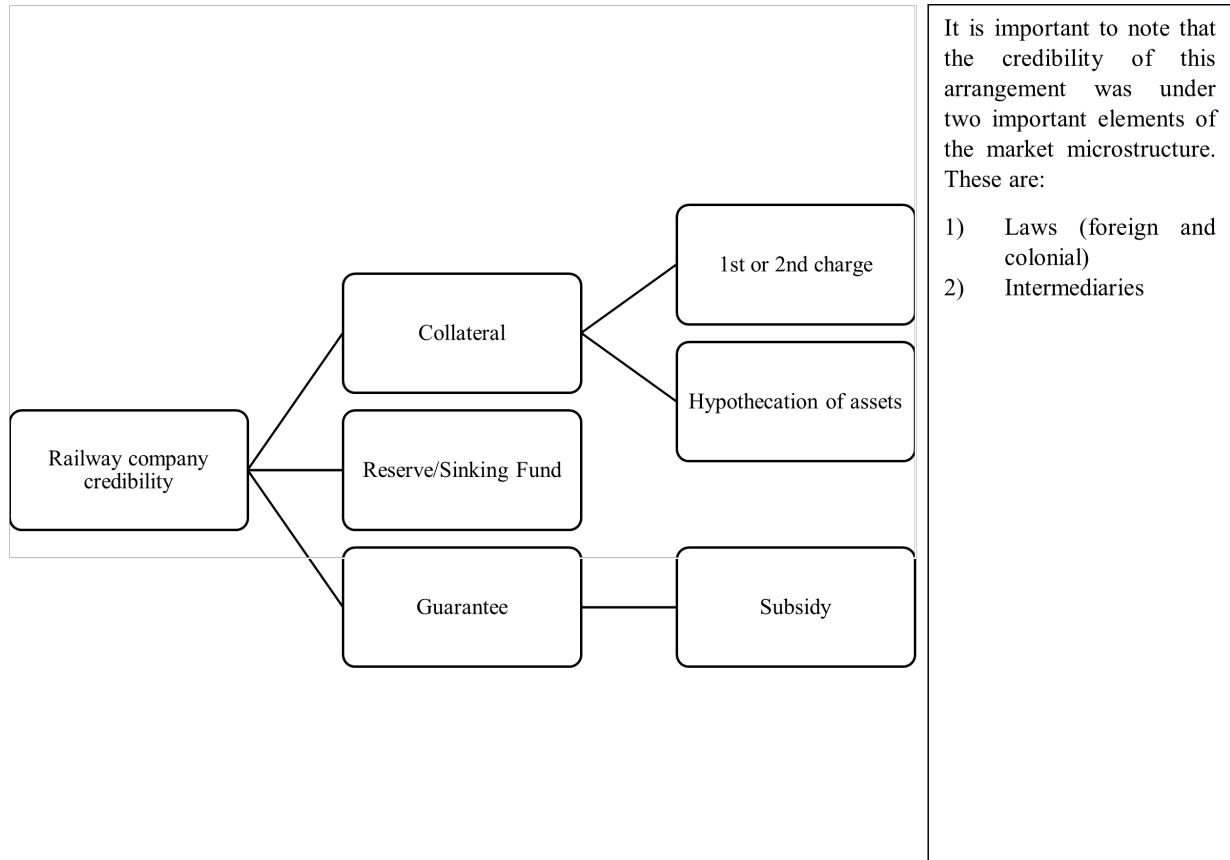 Railway company
credibility
Collateral
Reserve/Sinking Fund
Guarantee
1st or 2nd charge
Hypothecation of assets
Subsidy
It is important to note that
the credibility of this
arrangement was under
two important elements of
the market microstructure.
These are:
1) Laws (foreign and
colonial)
2) Intermediaries